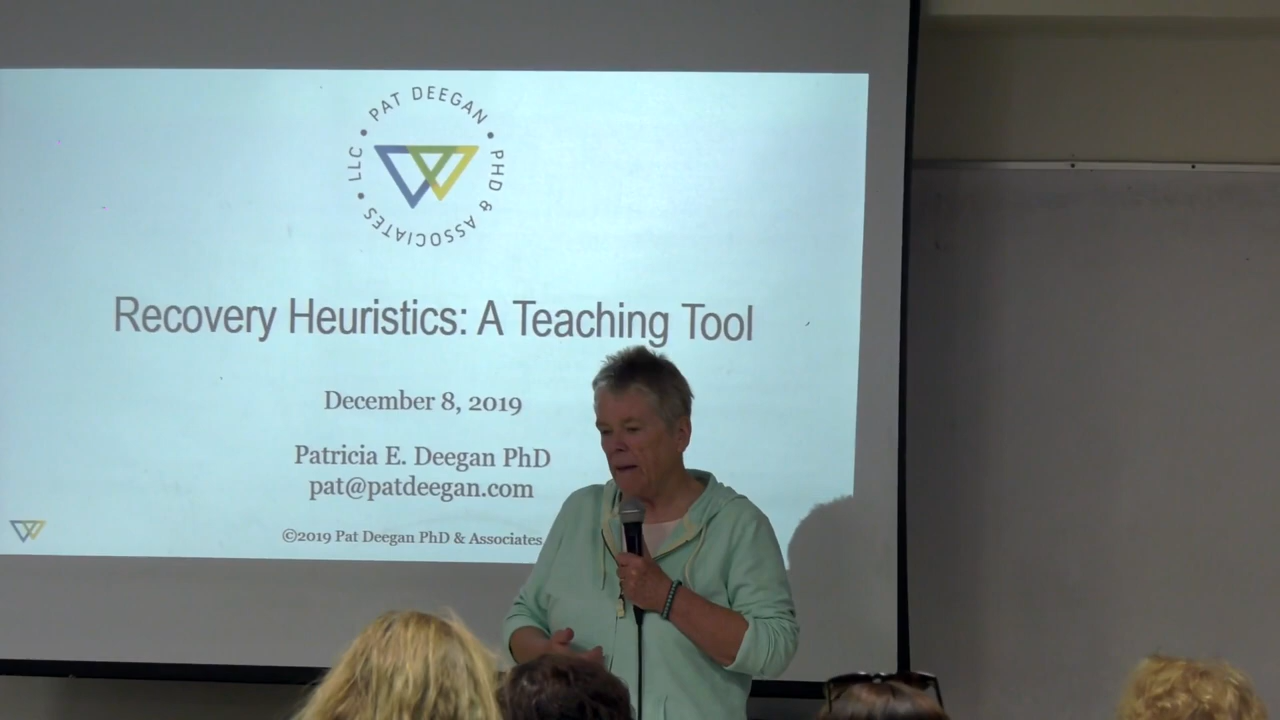 PAT DEEGAN • PHD & ASSOCIATES • LLC •
Recovery Heuristics: A Teaching Tool
December 8, 2019
Patricia E. Deegan PhD
pat@patdeegan.com
©2019 Pat Deegan PhD & Associates